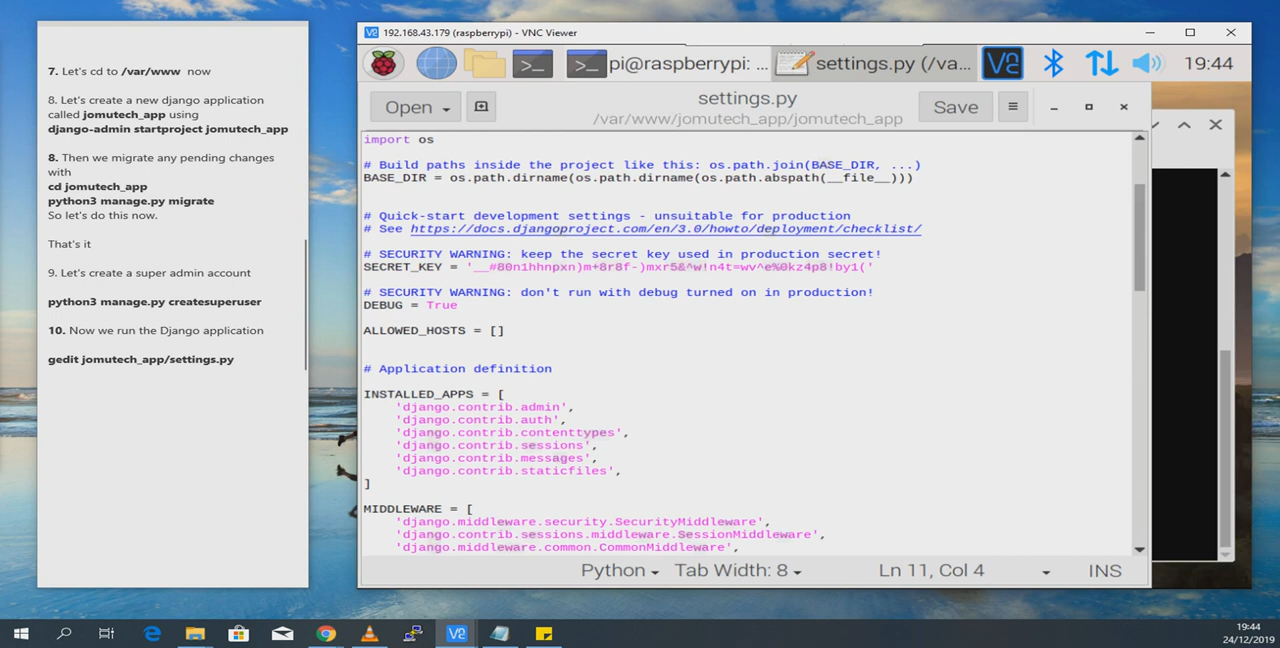 7. Let's cd to /var/www now
8. Let's create a new django application
called jomutech_app using
django-admin startproject jomutech_app
8. Then we migrate any pending changes
with
cd jomutech_app
python3 manage.py migrate
So let's do this now.
That's it
9. Let's create a super admin account
python3 manage.py createsuperuser
10. Now we run the Django application
gedit jomutech_app/settings.py
192.168.43.179 (raspberrypi) - VNC Viewer
pi@raspberrypi: ...
settings.py (/va...
19:44
Open
settings.py
/var/www/jomutech_app/jomutech_app
Save
import os
# Build paths inside the project like this: os.path.join(BASE_DIR, ...)
BASE_DIR = os.path.dirname(os.path.dirname(os.path.abspath(__file__)))
# Quick-start development settings - unsuitable for production
# See https://docs.djangoproject.com/en/3.0/howto/deployment/checklist/
# SECURITY WARNING: keep the secret key used in production secret!
SECRET_KEY =
# SECURITY WARNING: don't run with debug turned on in production!
DEBUG = True
ALLOWED_HOSTS = []
# Application definition
INSTALLED_APPS = [
'django.contrib.admin',
'django.contrib.auth',
'django.contrib.contenttypes',
'django.contrib.sessions',
'django.contrib.messages',
'django.contrib.staticfiles',
]
MIDDLEWARE = [
'django.middleware.security.SecurityMiddleware',
'django.contrib.sessions.middleware.SessionMiddleware',
'django.middleware.common.CommonMiddleware',
Python
Tab Width: 8
Ln 11, Col 4
INS
19:44
24/12/2019